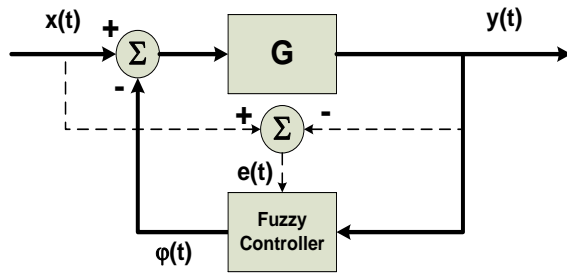 x(t)
+
Σ
-
G
y(t)
+
Σ
-
e(t)
Fuzzy
Controller
φ(t)